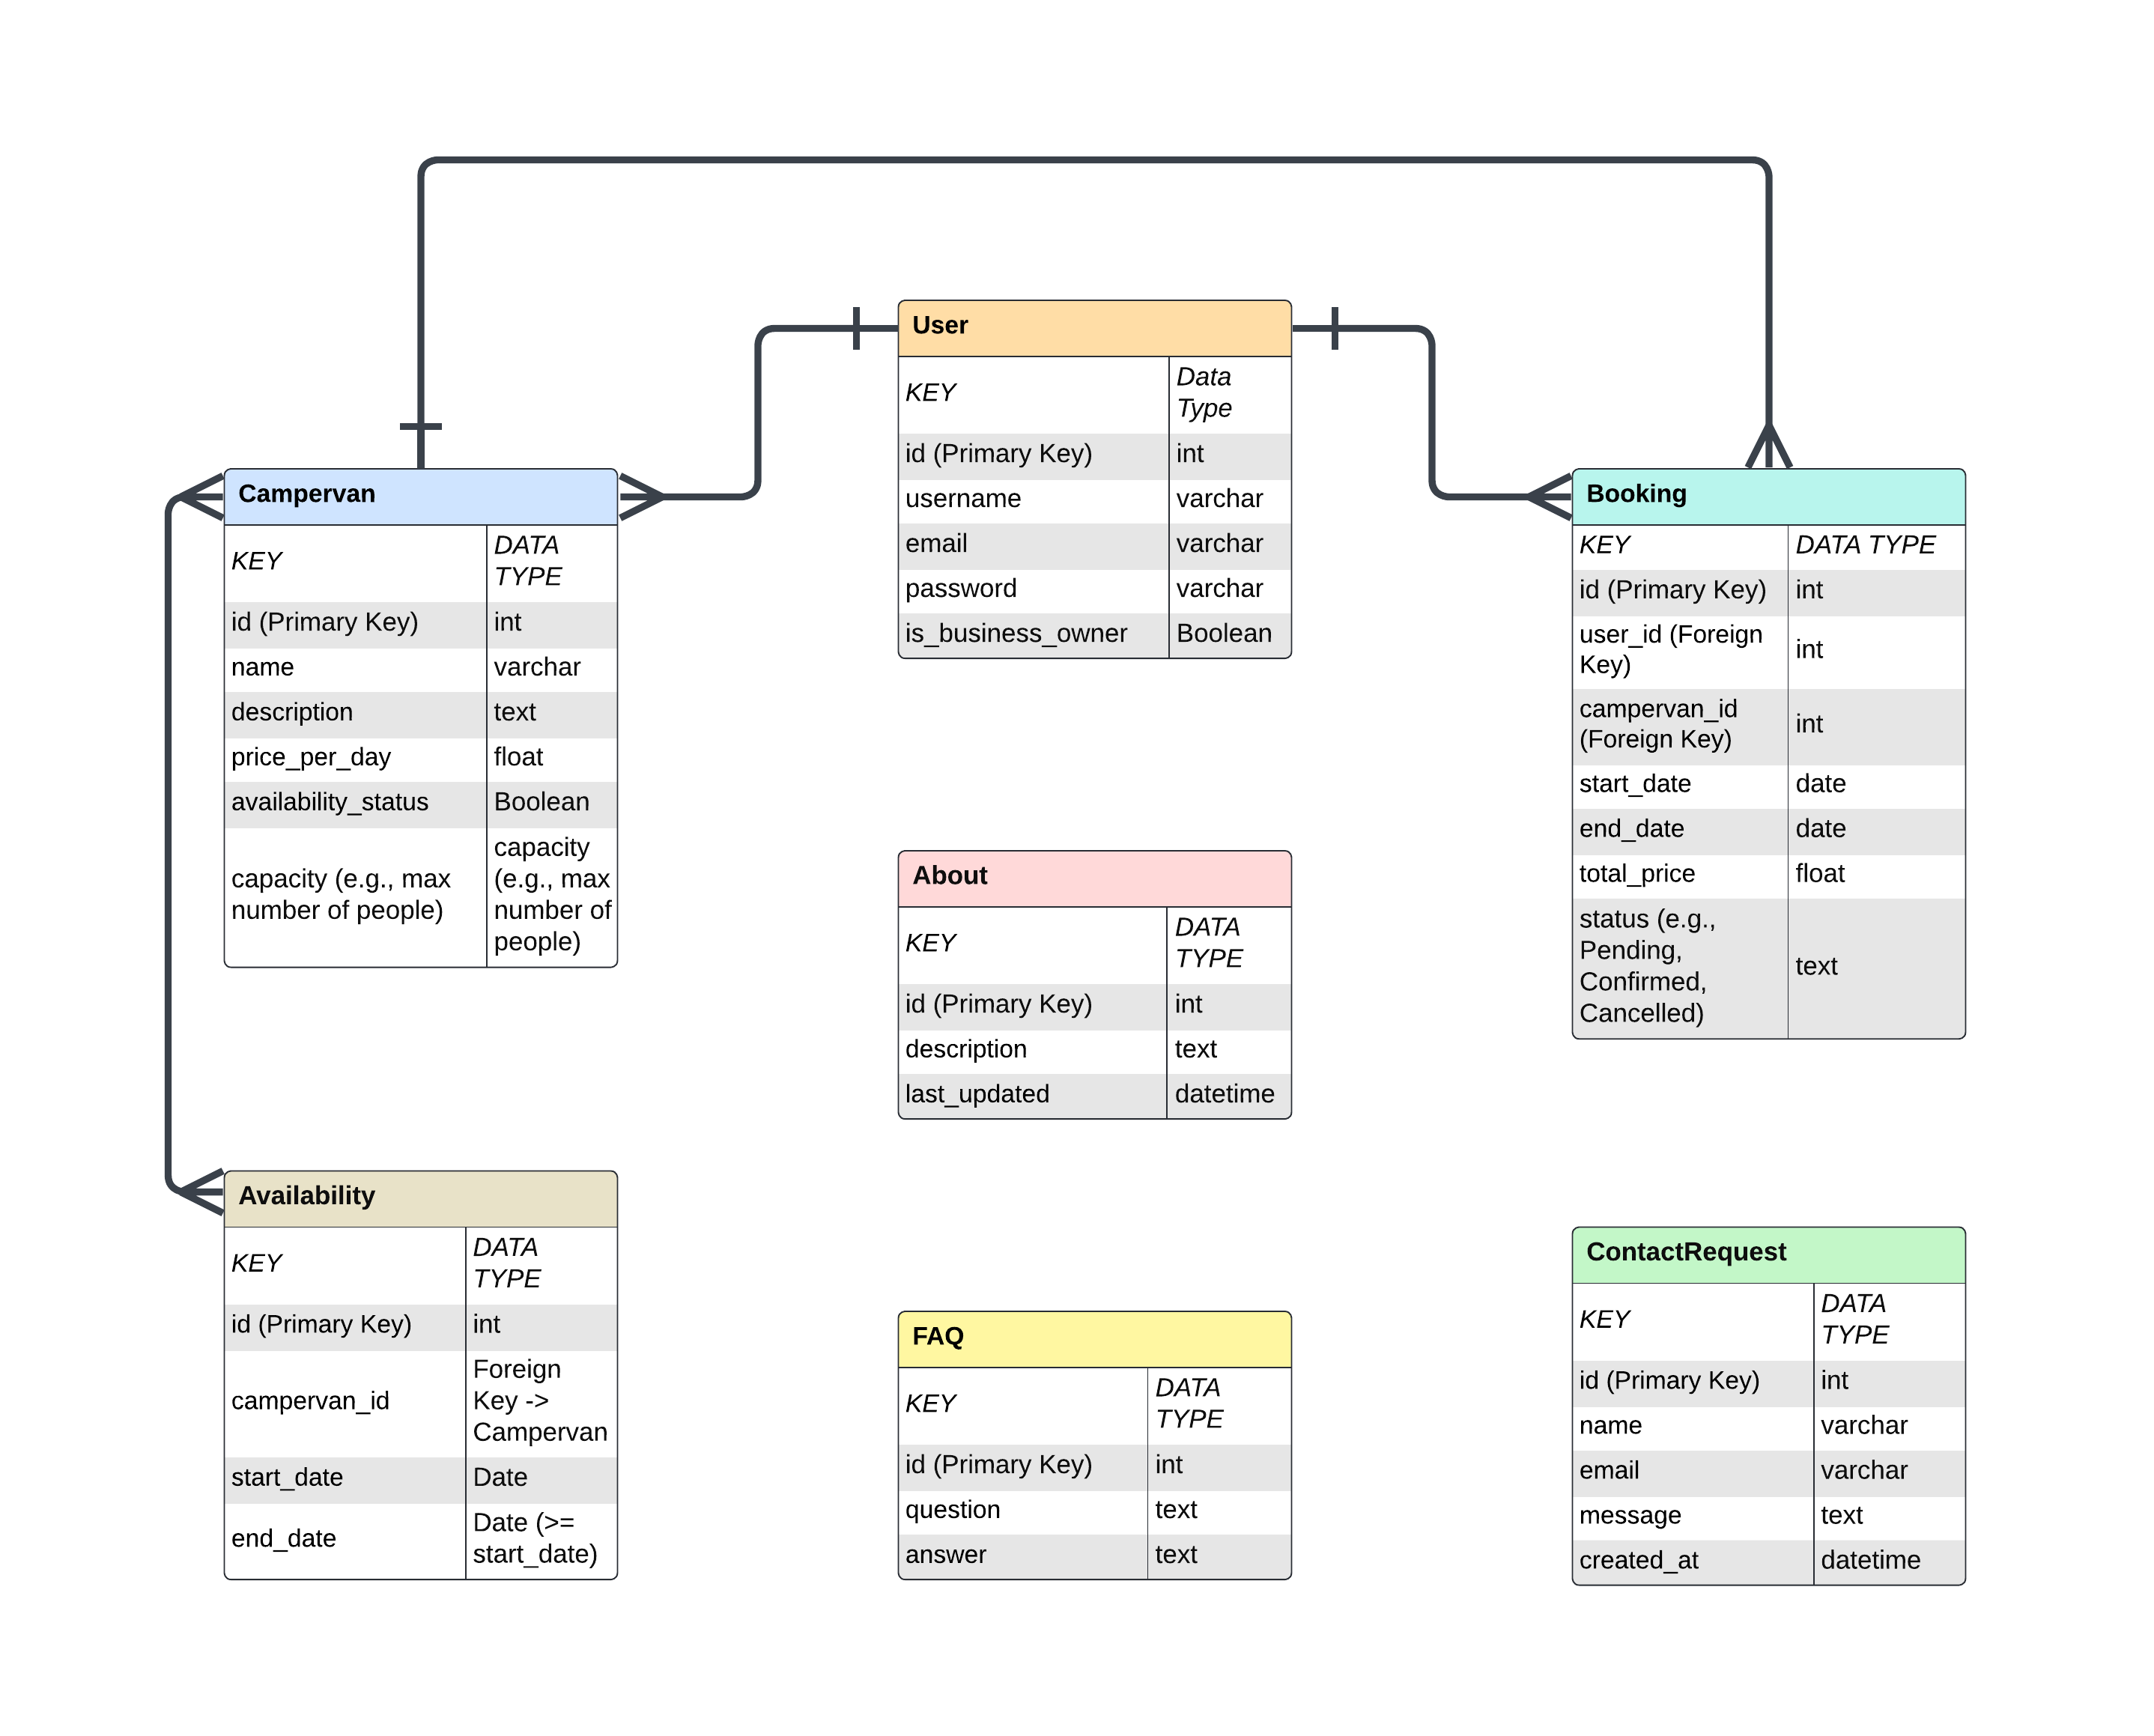 User
KEY
Data
Type
id (Primary Key)
int
username
varchar
email
varchar
password
varchar
is_business_owner
Boolean
Campervan
KEY
DATA
TYPE
id (Primary Key)
int
name
varchar
description
text
price_per_day
float
availability_status
Boolean
capacity (e.g., max
number of people)
capacity
(e.g., max
number of
people)
Booking
KEY
DATA TYPE
id (Primary Key)
int
user_id (Foreign
Key)
int
campervan_id
(Foreign Key)
int
start_date
date
end_date
date
total_price
float
status (e.g.,
Pending,
Confirmed,
Cancelled)
text
About
KEY
DATA
TYPE
id (Primary Key)
int
description
text
last_updated
datetime
Availability
KEY
DATA
TYPE
id (Primary Key)
int
campervan_id
Foreign
Key ->
Campervan
start_date
Date
end_date
Date (>=
start_date)
FAQ
KEY
DATA
TYPE
id (Primary Key)
int
question
text
answer
text
ContactRequest
KEY
DATA
TYPE
id (Primary Key)
int
name
varchar
email
varchar
message
text
created_at
datetime